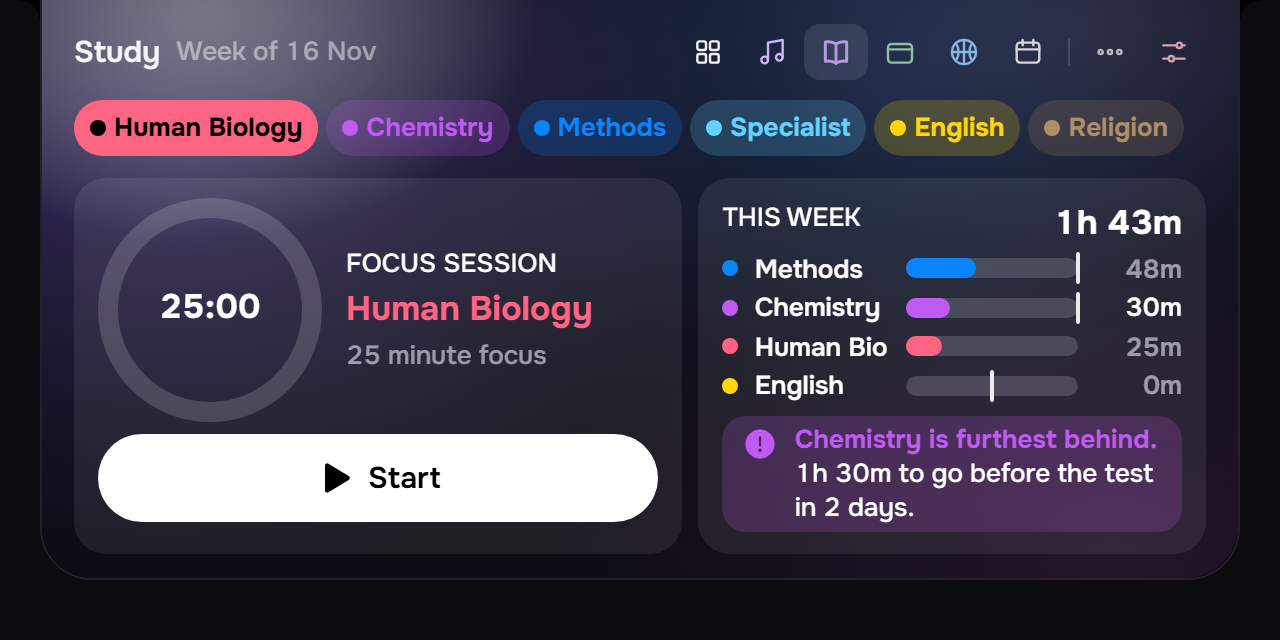 Study Week of 16 Nov
Human Biology Chemistry Methods Specialist English Religion
25:00
FOCUS SESSION
Human Biology
25 minute focus
Start
THIS WEEK 1h 43m
Methods 48m
Chemistry 30m
Human Bio 25m
English 0m
Chemistry is furthest behind.
1h 30m to go before the test
in 2 days.